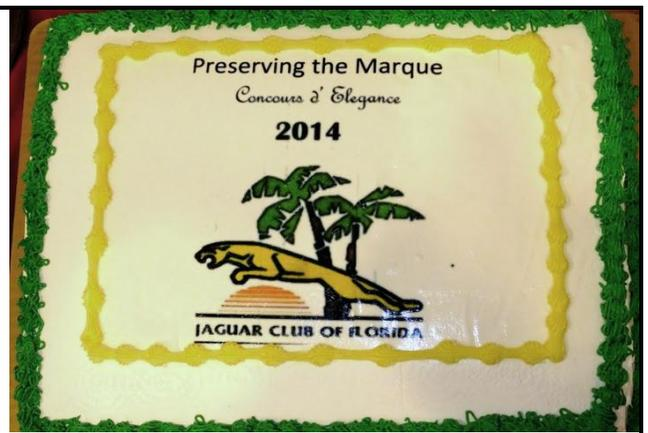 Preserving the Marque
Concours d' Elegance
2014
JAGUAR CLUB OF FLORIDA